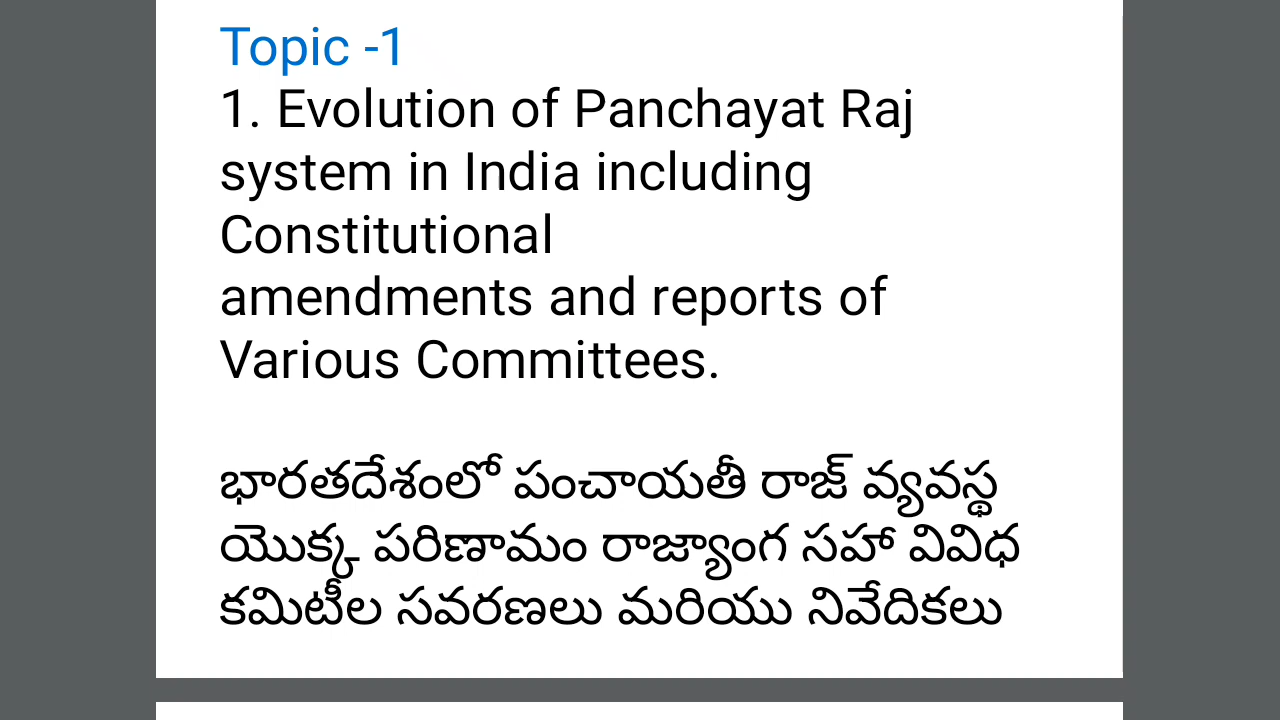 Topic -1
1. Evolution of Panchayat Raj
system in India including
Constitutional
amendments and reports of
Various Committees.
భారతదేశంలో పంచాయతీ రాజ్ వ్యవస్థ
యొక్క పరిణామం రాజ్యాంగ సహా వివిధ
కమిటీల సవరణలు మరియు నివేదికలు